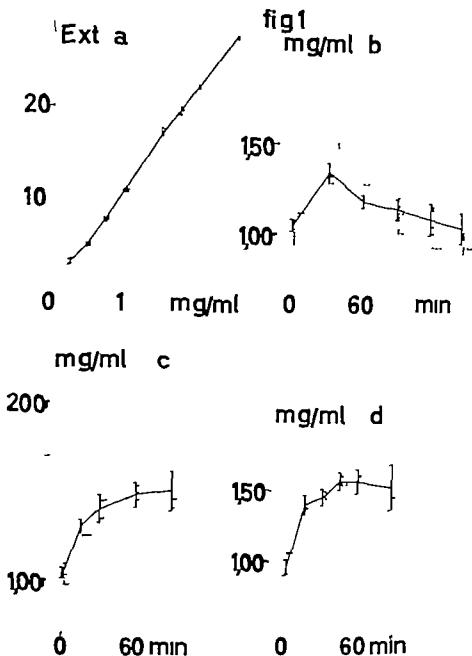 fig1
Ext a
mg/ml b
20
10
1,50
1,00
0 1 mg/ml
0 60 min
mg/ml c
mg/ml d
200
1,00
1,50
1,00
0 60 min
0 60 min